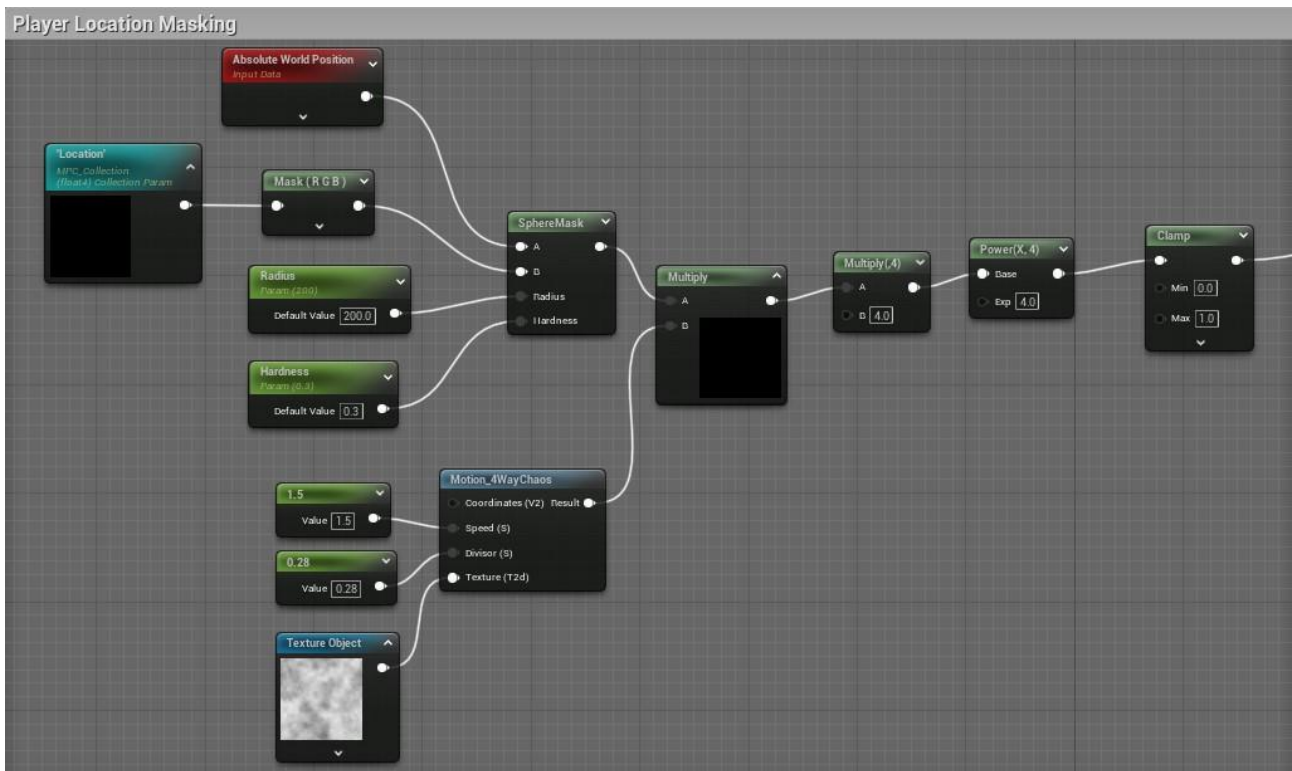 Player Location Masking
Absolute World Position
Input Data
'Location'
MPC_Collection
(float4) Collection Param
Mask ( R G B )
Radius
Param (200)
Default Value 200.0
Hardness
Param (0.3)
Default Value 0.3
SphereMask
A
B
Radius
Hardness
Multiply
A
B
Multiply(,4)
A
B 4.0
Power(X, 4)
Base
Exp 4.0
Clamp
Min 0.0
Max 1.0
1.5
Value 1.5
0.28
Value 0.28
Texture Object
Motion_4WayChaos
Coordinates (V2) Result
Speed (S)
Divisor (S)
Texture (T2d)